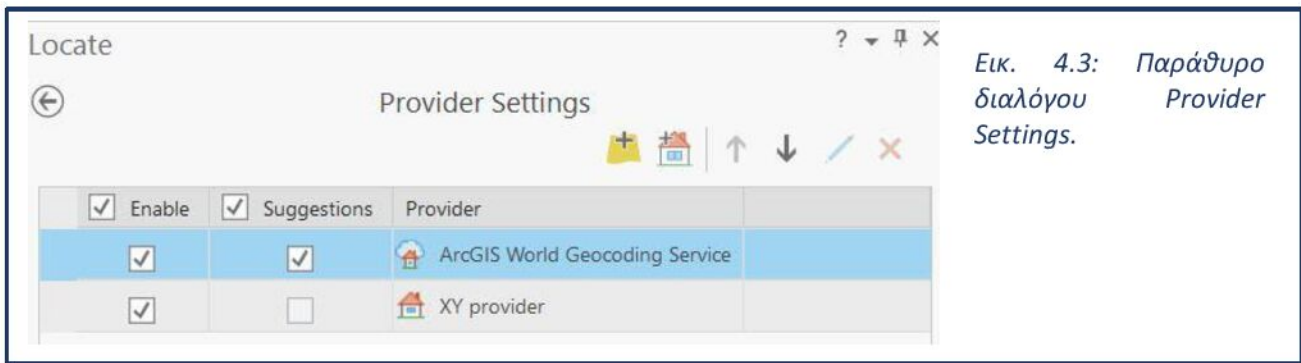 Locate
?
Provider Settings
Enable Suggestions Provider
ArcGIS World Geocoding Service
XY provider
Εικ. 4.3: Παράθυρο
διαλόγου Provider
Settings.